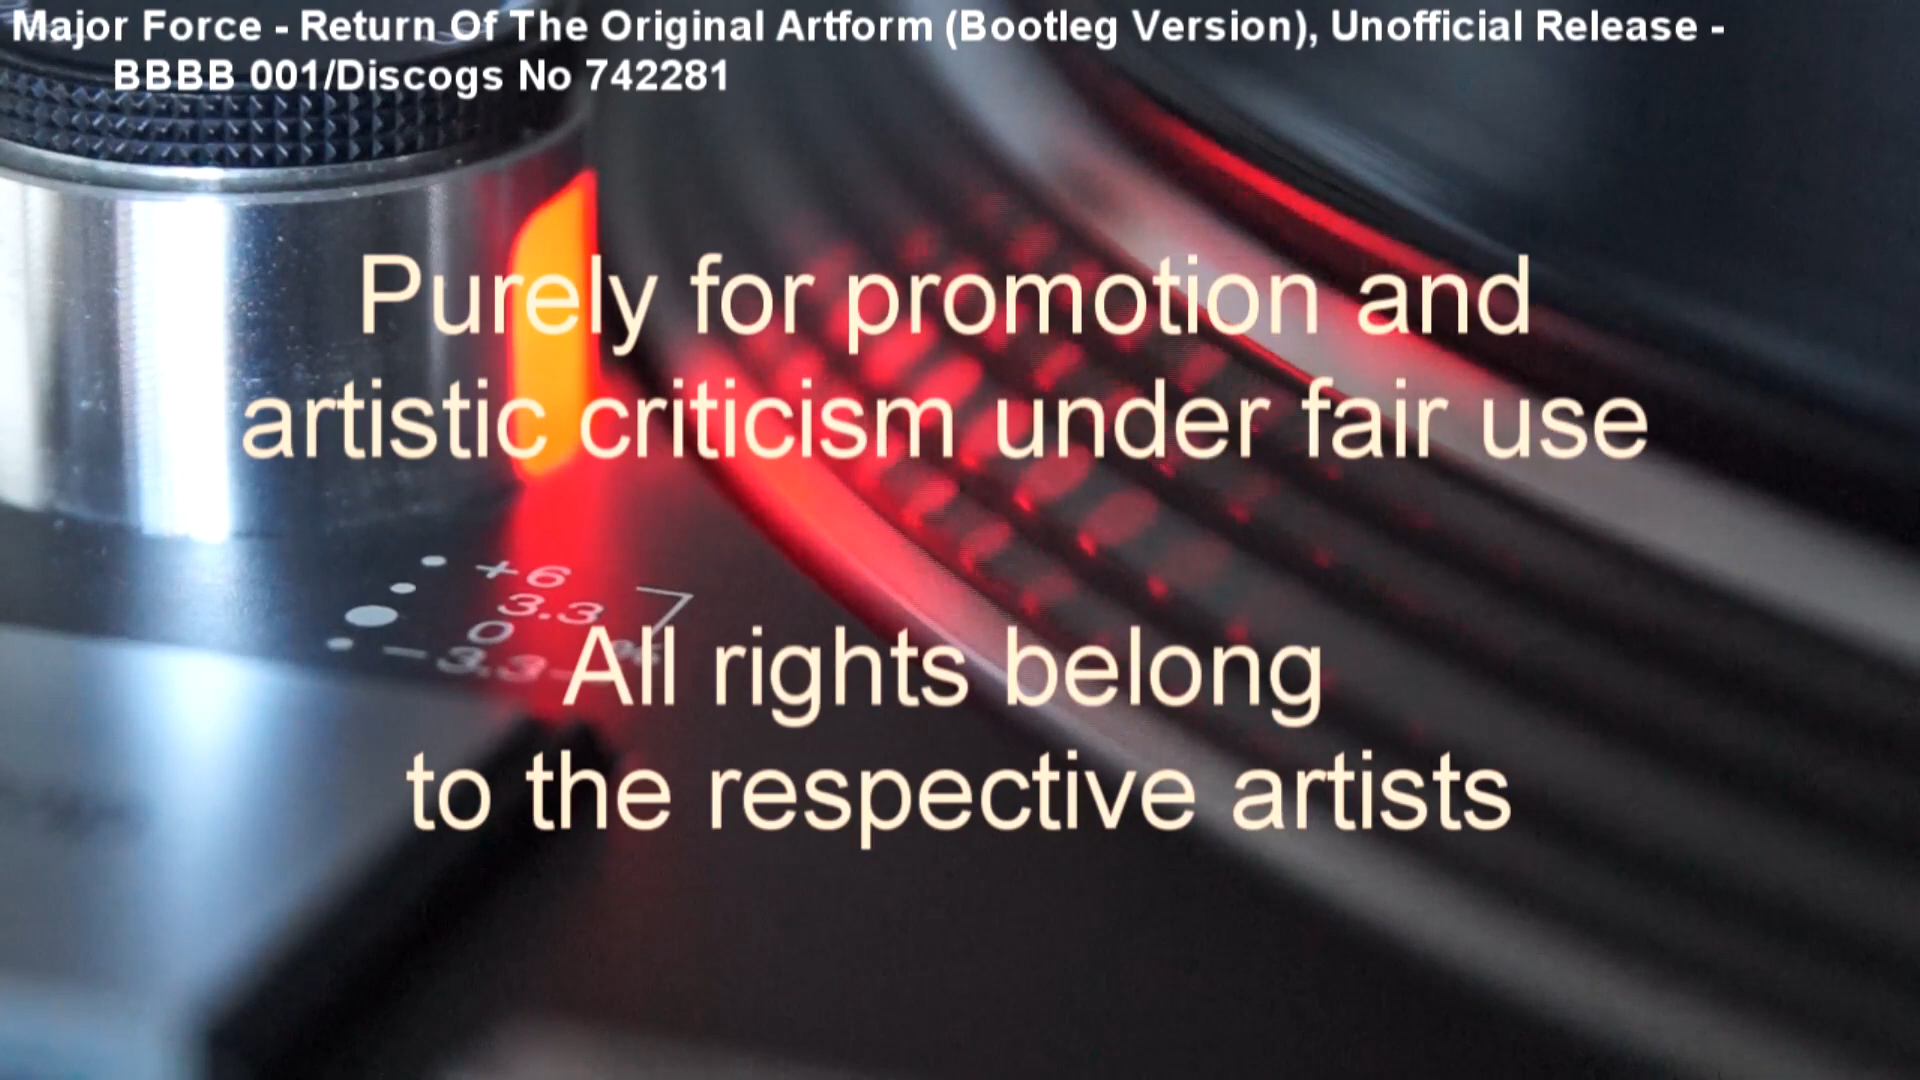 Major Force - Return Of The Original Artform (Bootleg Version), Unofficial Release -
BBBB 001/Discogs No 742281
Purely for promotion and
artistic criticism under fair use
+6
3.3
0
-3.3
All rights belong
to the respective artists